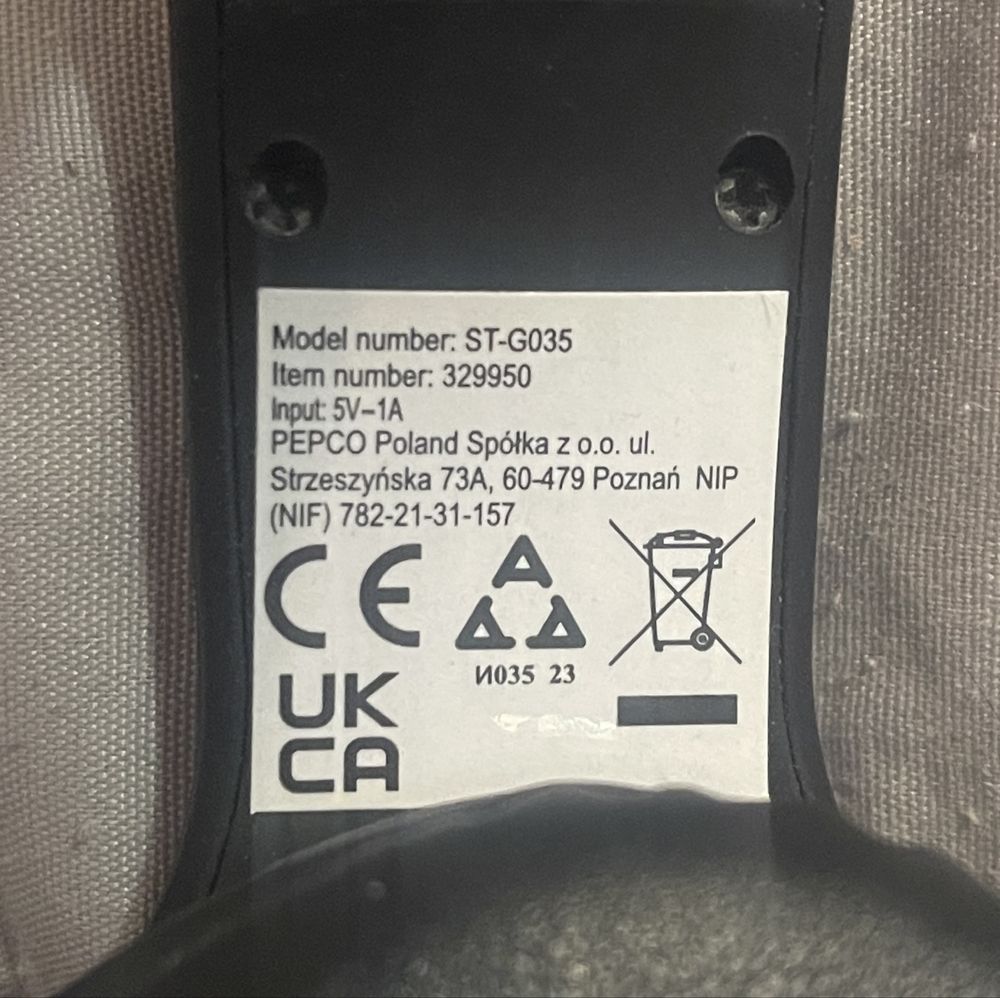 Model number: ST-G035
Item number: 329950
Input: 5V–1A
PEPCO Poland Spółka z o.o. ul.
Strzeszyńska 73A, 60-479 Poznań NIP
(NIF) 782-21-31-157
CE
AAA
И035 23
UK
CA